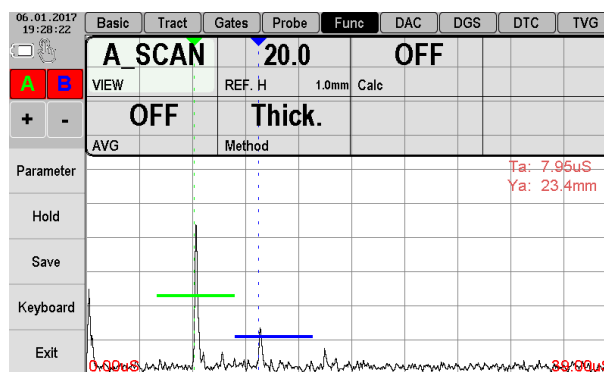 06.01.2017
19:28:22
Basic Tract Gates Probe Func DAC DGS DTC TVG
A B
+ -
Parameter
Hold
Save
Keyboard
Exit
A_SCAN 20.0 OFF
VIEW REF. H 1.0mm Calc
OFF Thick.
AVG Method
Ta: 7.95uS
Ya: 23.4mm
0.00uS